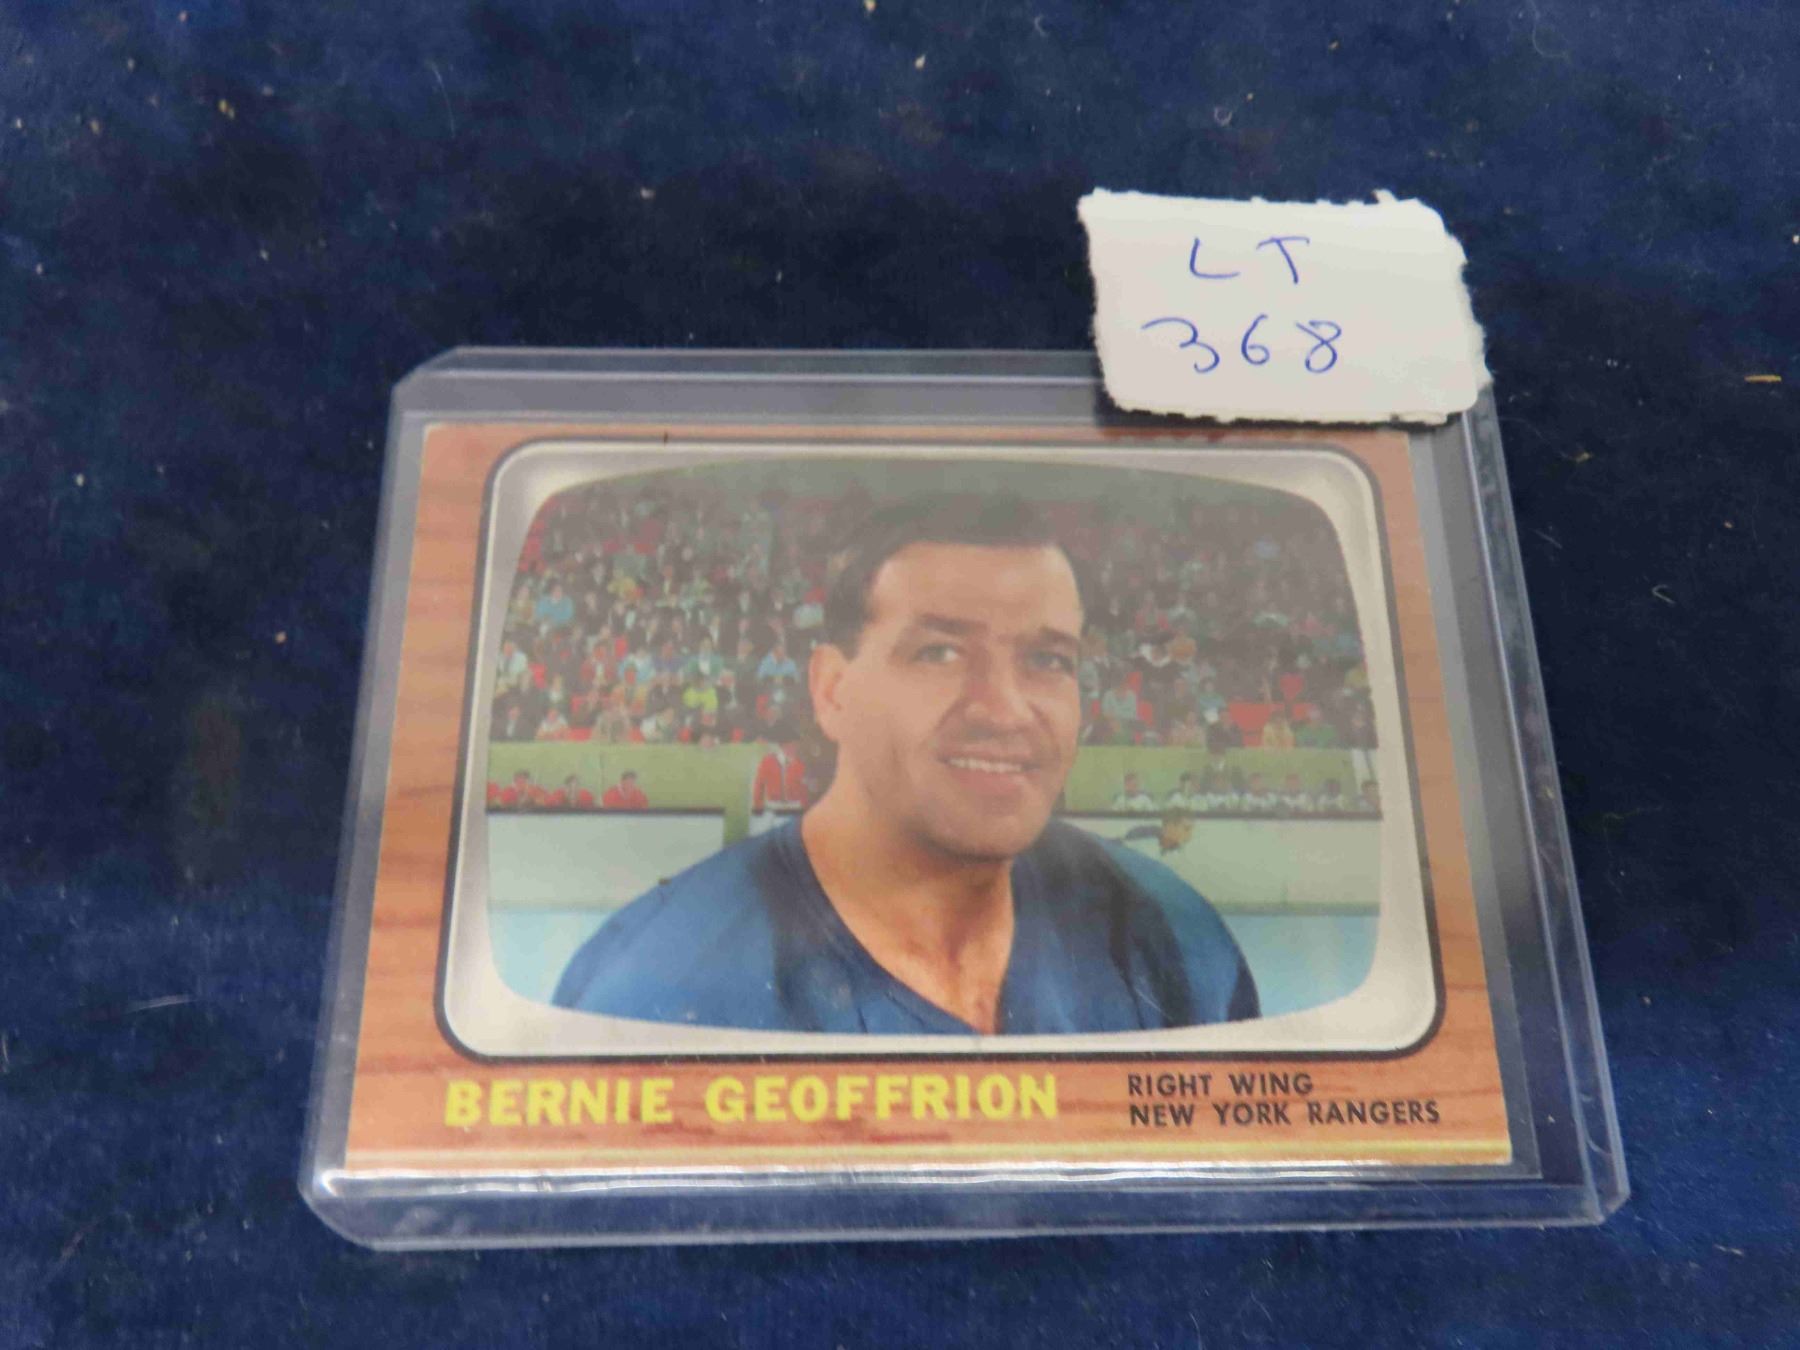 LT
368
BERNIE GEOFFRION
RIGHT WING
NEW YORK RANGERS